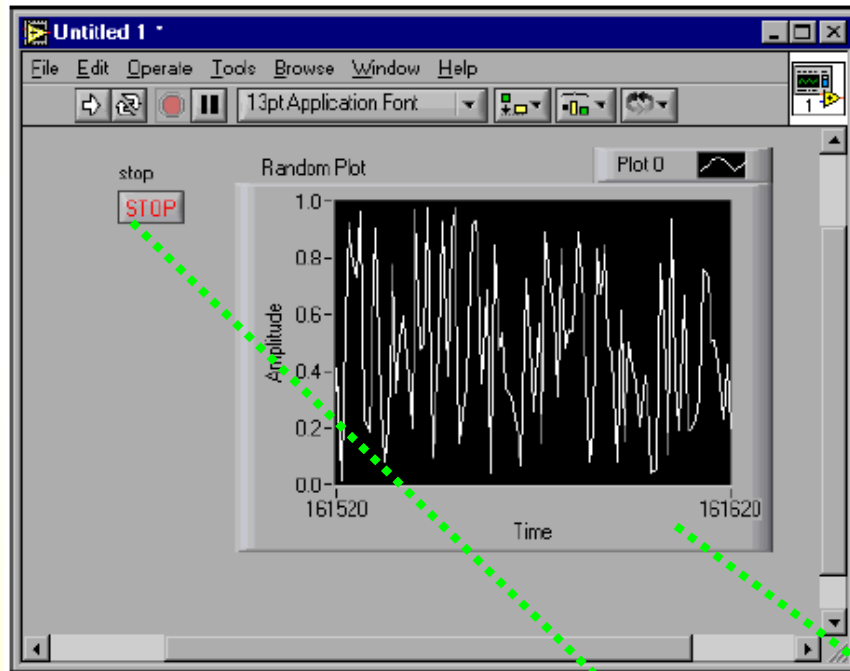 Untitled 1 *
File Edit Operate Tools Browse Window Help
13pt Application Font
1
stop
STOP
Random Plot
Plot 0
1.0
0.8
0.6
0.4
0.2
0.0
Amplitude
161520
161620
Time